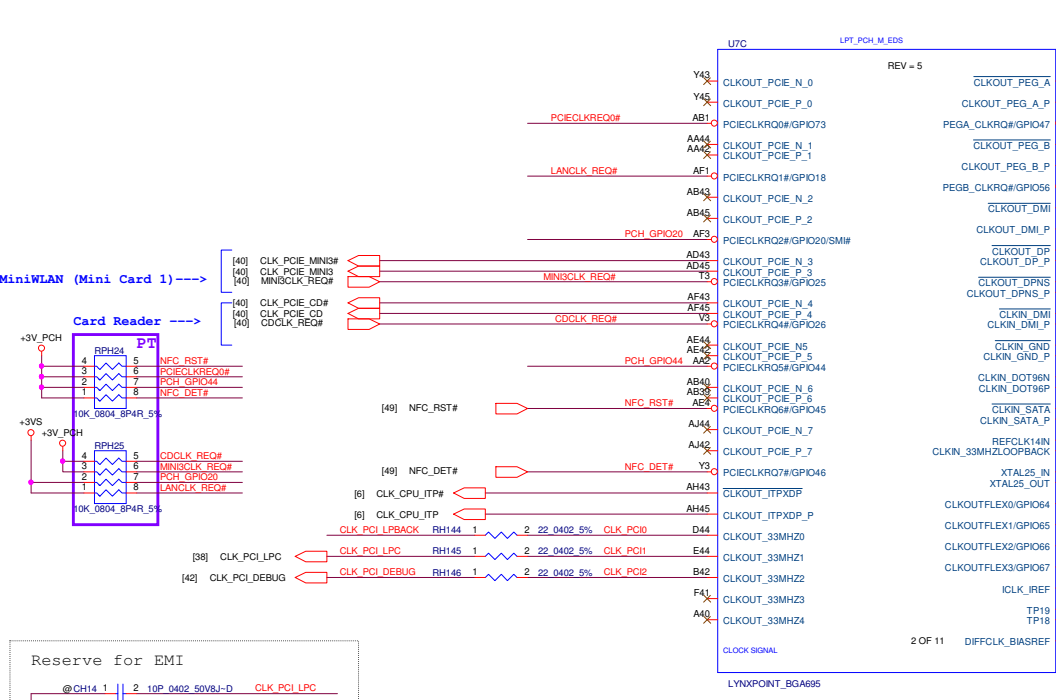 U7C
LPT_PCH_M_EDS
REV = 5
Y43 CLKOUT_PCIE_N_0 CLKOUT_PEG_A
Y45 CLKOUT_PCIE_P_0 CLKOUT_PEG_A_P
PCIECLKREQ0# AB1 PCIECLKRQ0#/GPIO73 PEGA_CLKRQ#/GPIO47
AA44 CLKOUT_PCIE_N_1 CLKOUT_PEG_B
AA42 CLKOUT_PCIE_P_1
CLKOUT_PEG_B_P
LANCLK_REQ# AF1 PCIECLKRQ1#/GPIO18
PEGB_CLKRQ#/GPIO56
AB43 CLKOUT_PCIE_N_2
CLKOUT_DMI
AB45 CLKOUT_PCIE_P_2
CLKOUT_DMI_P
PCH_GPIO20 AF3 PCIECLKRQ2#/GPIO20/SMI#
CLKOUT_DP
[40] CLK_PCIE_MINI3# AD43 CLKOUT_PCIE_N_3 CLKOUT_DP_P
[40] CLK_PCIE_MINI3 AD45 CLKOUT_PCIE_P_3
MiniWLAN (Mini Card 1)--->
[40] MINI3CLK_REQ# MINI3CLK_REQ# T3 PCIECLKRQ3#/GPIO25 CLKOUT_DPNS
CLKOUT_DPNS_P
[40] CLK_PCIE_CD# AF43 CLKOUT_PCIE_N_4
[40] CLK_PCIE_CD AF45 CLKOUT_PCIE_P_4 CLKIN_DMI
Card Reader --->
[40] CDCLK_REQ# CDCLK_REQ# V3 PCIECLKRQ4#/GPIO26 CLKIN_DMI_P
+3V_PCH
PT
AE44 CLKOUT_PCIE_N5 CLKIN_GND
AE42 CLKOUT_PCIE_P_5 CLKIN_GND_P
RPH24
4 5 NFC_RST#
PCH_GPIO44 AA2 PCIECLKRQ5#/GPIO44
3 6 PCIECLKREQ0#
2 7 PCH_GPIO44
1 8 NFC_DET#
CLKIN_DOT96N
AB40 CLKOUT_PCIE_N_6 CLKIN_DOT96P
AB39 CLKOUT_PCIE_P_6
10K_0804_8P4R_5%
[49] NFC_RST# NFC_RST# AE4 PCIECLKRQ6#/GPIO45 CLKIN_SATA
CLKIN_SATA_P
+3VS
+3V_PCH
AJ44 CLKOUT_PCIE_N_7
REFCLK14IN
RPH25
AJ42 CLKOUT_PCIE_P_7 CLKIN_33MHZLOOPBACK
4 5 CDCLK_REQ#
3 6 MINI3CLK_REQ#
2 7 PCH_GPIO20
1 8 LANCLK_REQ#
[49] NFC_DET# NFC_DET# Y3 PCIECLKRQ7#/GPIO46 XTAL25_IN
XTAL25_OUT
[6] CLK_CPU_ITP# AH43 CLKOUT_ITPXDP
10K_0804_8P4R_5%
CLKOUTFLEX0/GPIO64
[6] CLK_CPU_ITP AH45 CLKOUT_ITPXDP_P
CLKOUTFLEX1/GPIO65
CLK_PCI_LPBACK RH144 1 2 22_0402_5% CLK_PCI0 D44 CLKOUT_33MHZ0
CLKOUTFLEX2/GPIO66
[38] CLK_PCI_LPC CLK_PCI_LPC RH145 1 2 22_0402_5% CLK_PCI1 E44 CLKOUT_33MHZ1
CLKOUTFLEX3/GPIO67
[42] CLK_PCI_DEBUG CLK_PCI_DEBUG RH146 1 2 22_0402_5% CLK_PCI2 B42 CLKOUT_33MHZ2
ICLK_IREF
F41 CLKOUT_33MHZ3
TP19
A40 CLKOUT_33MHZ4 TP18
2 OF 11 DIFFCLK_BIASREF
CLOCK SIGNAL
LYNXPOINT_BGA695
Reserve for EMI
@CH14 1 2 10P_0402_50V8J~D CLK_PCI_LPC